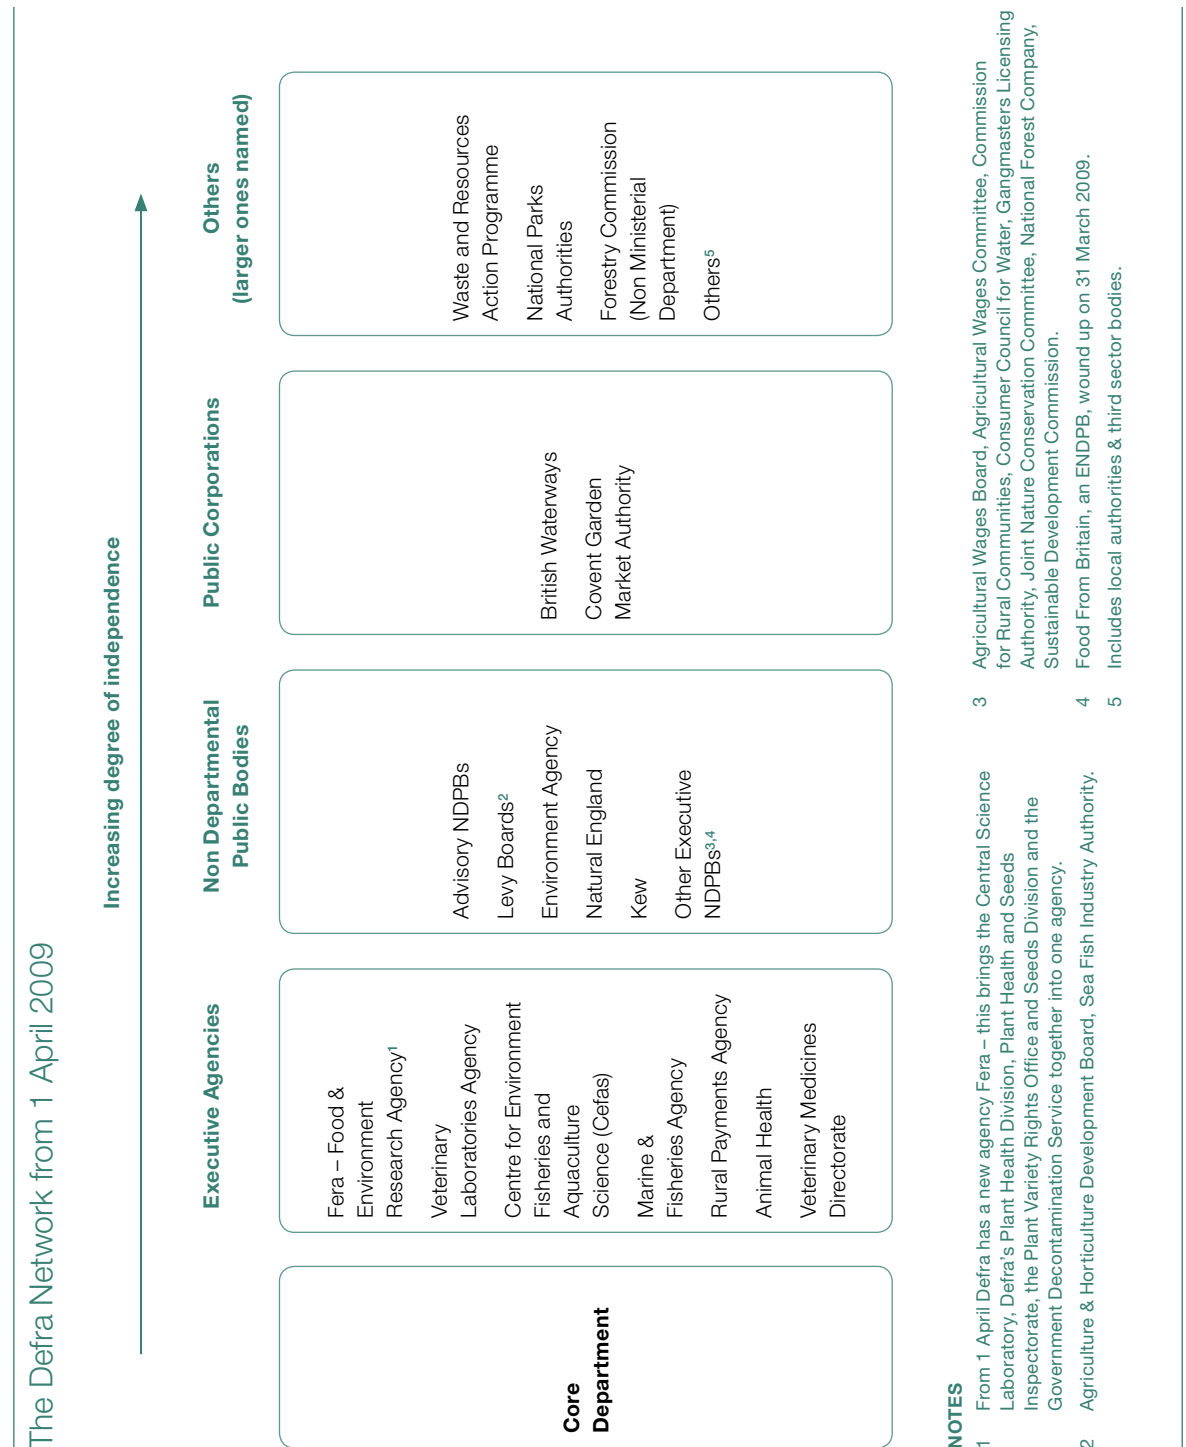 The Defra Network from 1 April 2009
Increasing degree of independence
Core
Department
Executive Agencies
Fera – Food &
Environment
Research Agency1
Veterinary
Laboratories Agency
Centre for Environment
Fisheries and
Aquaculture
Science (Cefas)
Marine &
Fisheries Agency
Rural Payments Agency
Animal Health
Veterinary Medicines
Directorate
Non Departmental
Public Bodies
Advisory NDPBs
Levy Boards2
Environment Agency
Natural England
Kew
Other Executive
NDPBs3,4
Public Corporations
British Waterways
Covent Garden
Market Authority
Others
(larger ones named)
Waste and Resources
Action Programme
National Parks
Authorities
Forestry Commission
(Non Ministerial
Department)
Others5
NOTES
1 From 1 April Defra has a new agency Fera – this brings the Central Science
Laboratory, Defra's Plant Health Division, Plant Health and Seeds
Inspectorate, the Plant Variety Rights Office and Seeds Division and the
Government Decontamination Service together into one agency.
2 Agriculture & Horticulture Development Board, Sea Fish Industry Authority.
3 Agricultural Wages Board, Agricultural Wages Committee, Commission
for Rural Communities, Consumer Council for Water, Gangmasters Licensing
Authority, Joint Nature Conservation Committee, National Forest Company,
Sustainable Development Commission.
4 Food From Britain, an ENDPB, wound up on 31 March 2009.
5 Includes local authorities & third sector bodies.